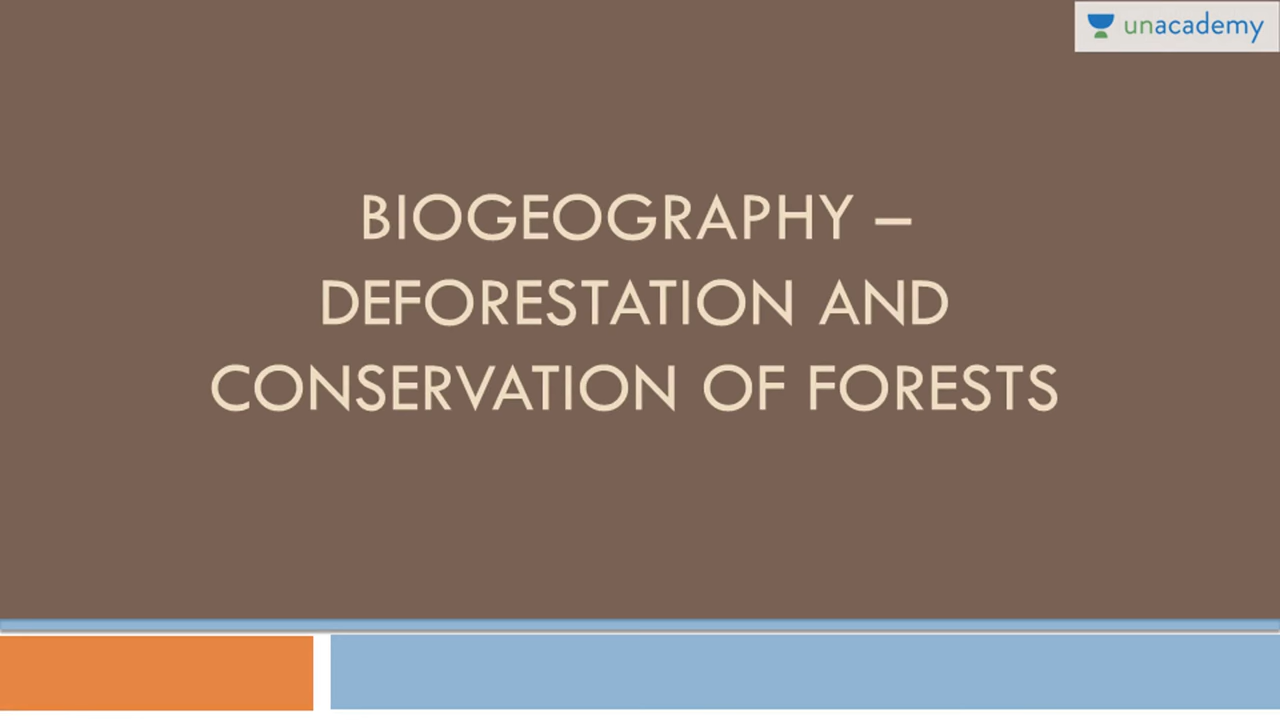 unacademy
BIOGEOGRAPHY –
DEFORESTATION AND
CONSERVATION OF FORESTS